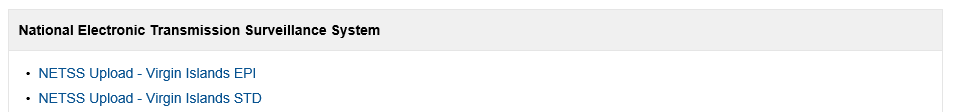 National Electronic Transmission Surveillance System
• NETSS Upload - Virgin Islands EPI
• NETSS Upload - Virgin Islands STD